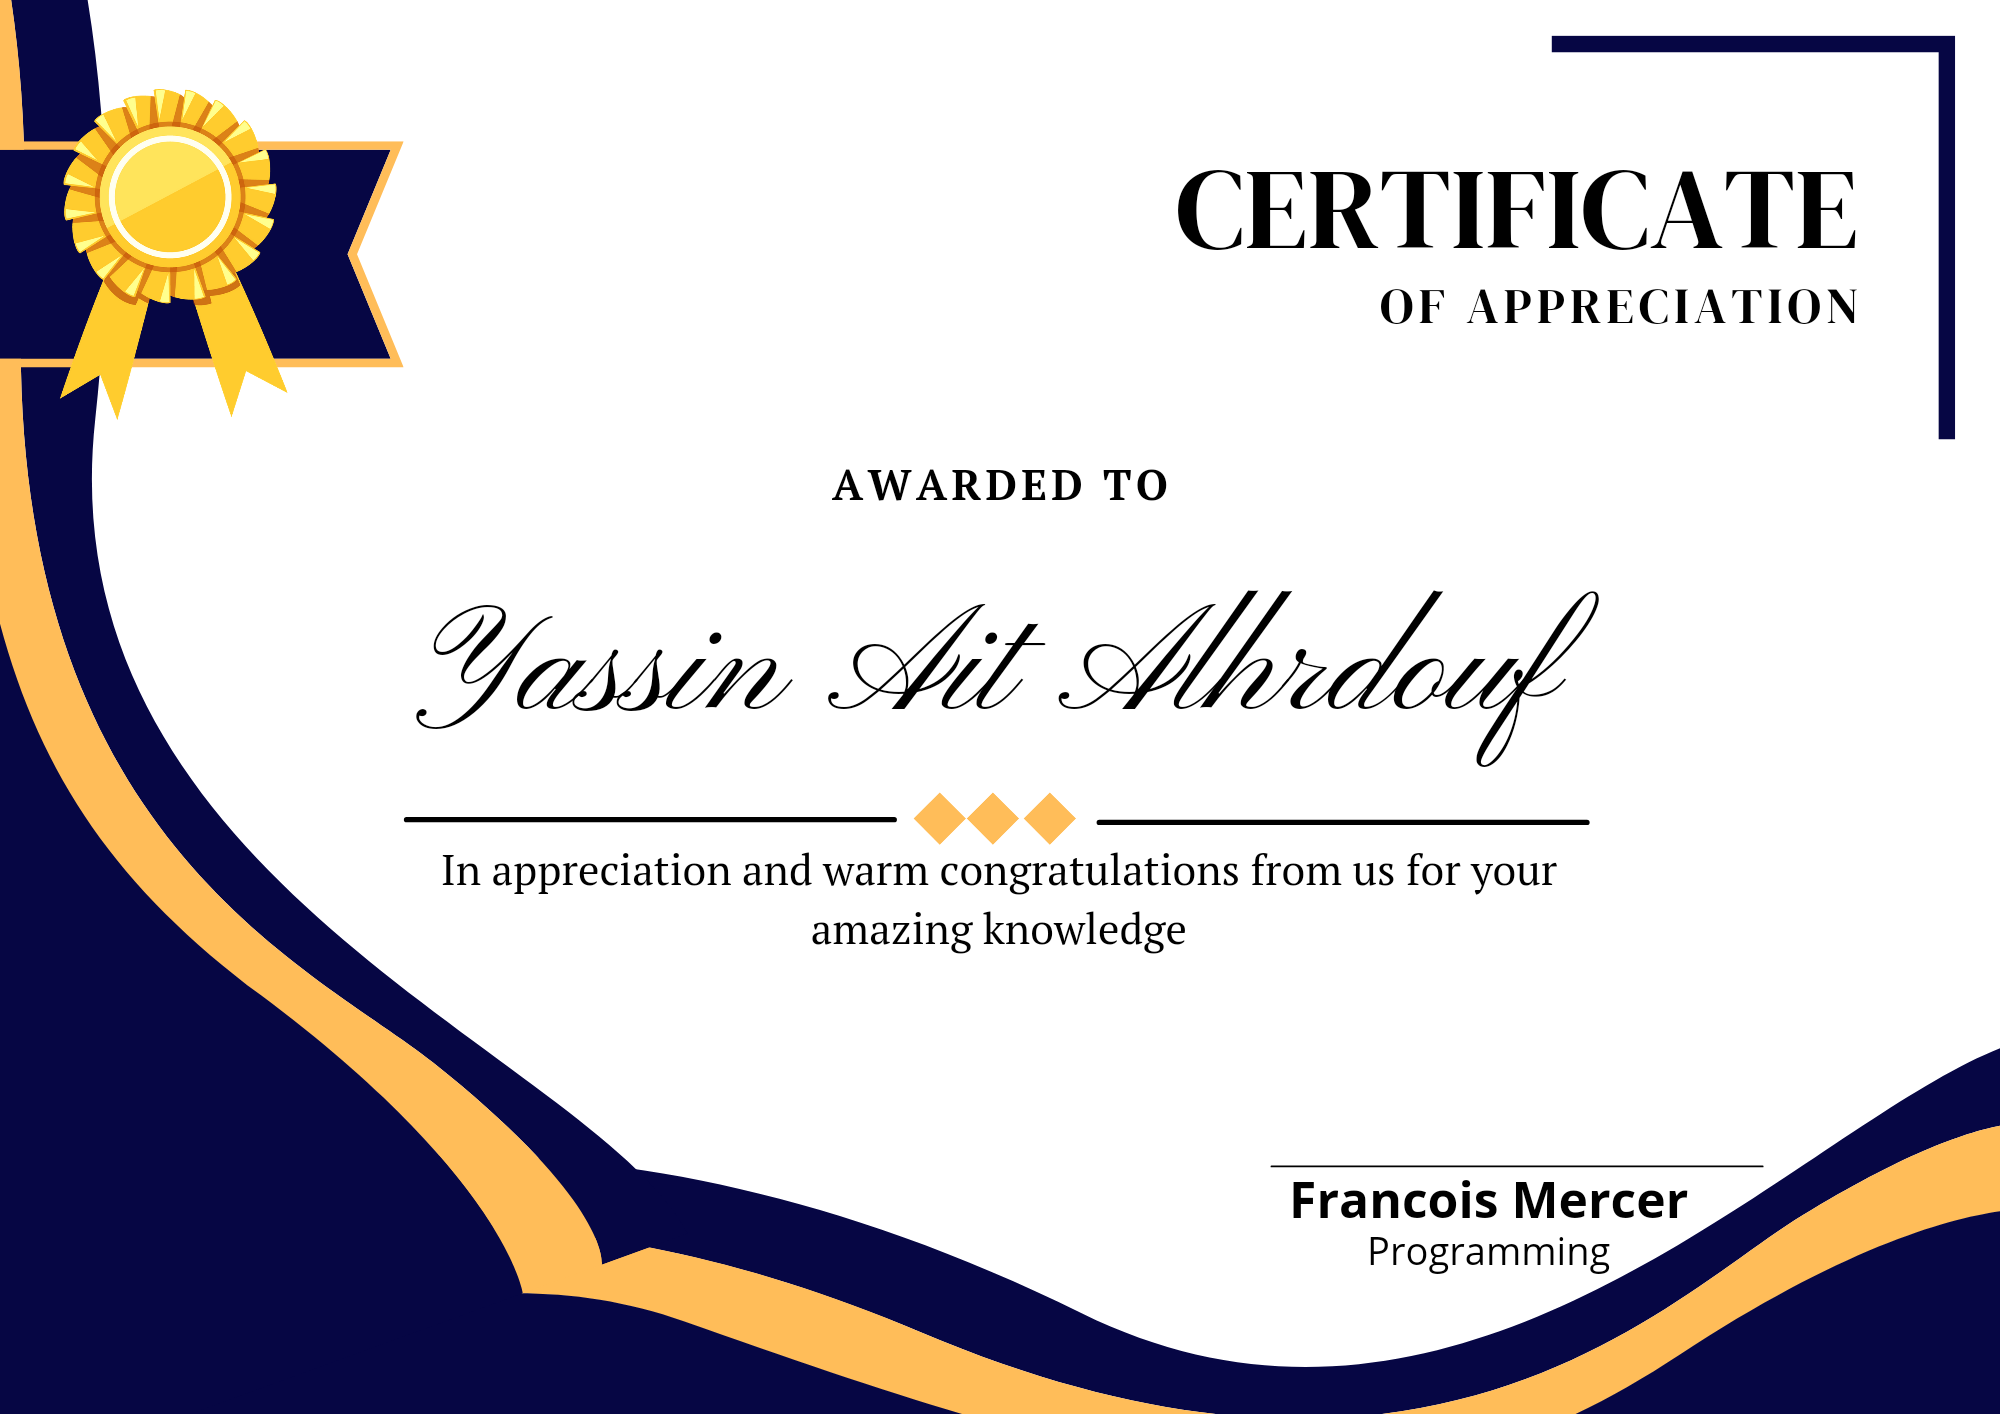 CERTIFICATE
OF APPRECIATION
AWARDED TO
Yassin Ait Alhrdouf
In appreciation and warm congratulations from us for your
amazing knowledge
Francois Mercer
Programming